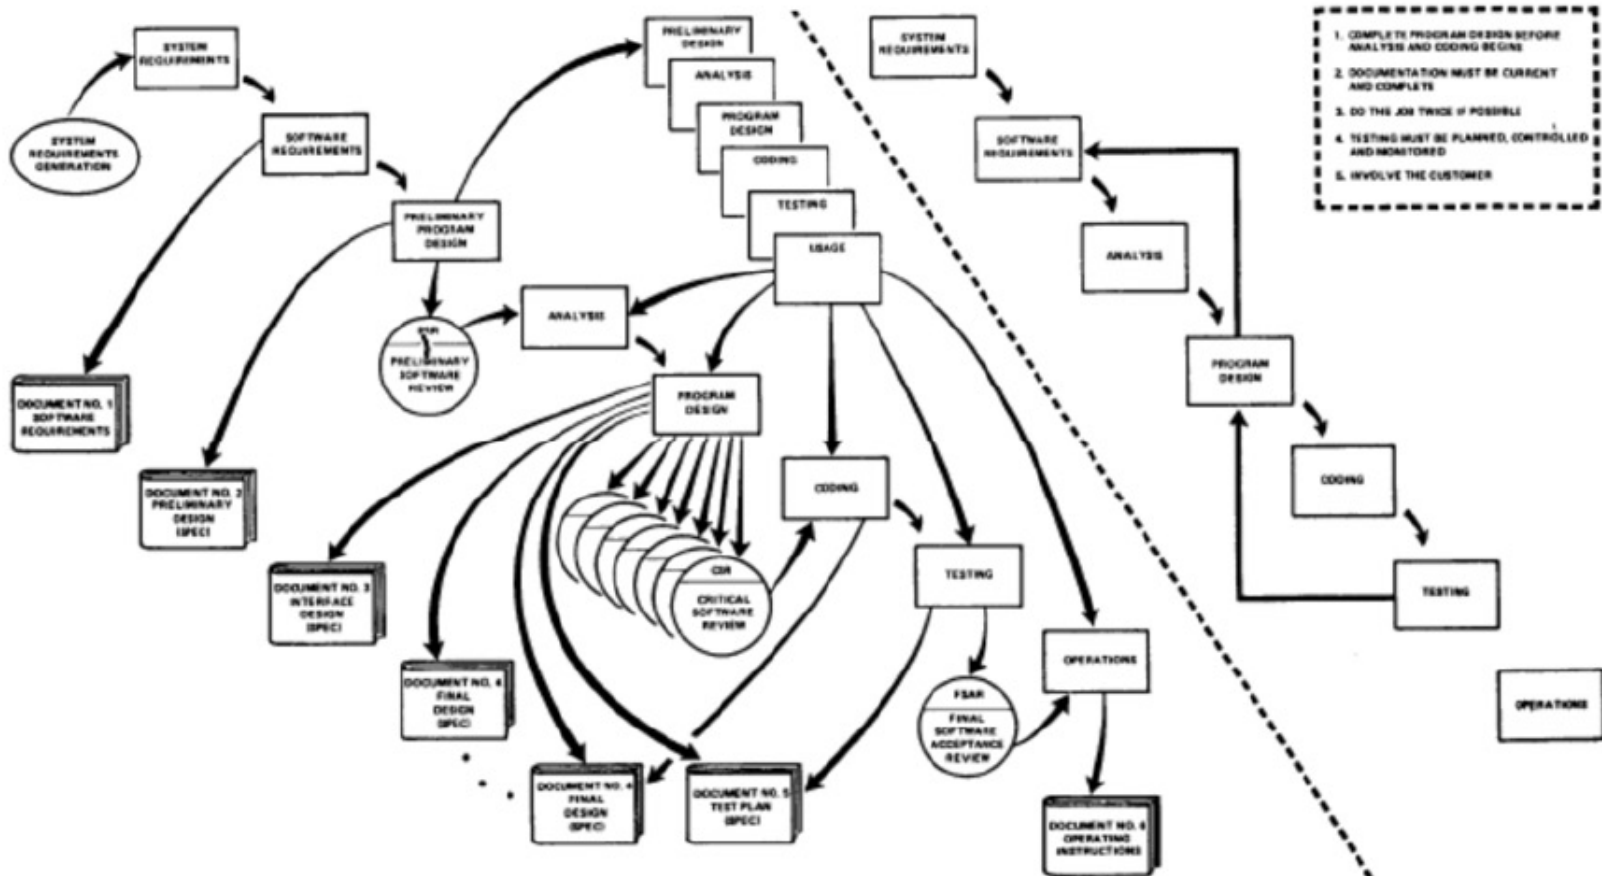 SYSTEM
REQUIREMENTS
GENERATION
SYSTEM
REQUIREMENTS
SOFTWARE
REQUIREMENTS
PRELIMINARY
PROGRAM
DESIGN
PRELIMINARY
SOFTWARE
REVIEW
PRELIMINARY
DESIGN
ANALYSIS
PROGRAM
DESIGN
CODING
TESTING
USAGE
ANALYSIS
PROGRAM
DESIGN
CSR
CRITICAL
SOFTWARE
REVIEW
CODING
TESTING
FSAR
FINAL
SOFTWARE
ACCEPTANCE
REVIEW
OPERATIONS
DOCUMENT NO. 1
SOFTWARE
REQUIREMENTS
DOCUMENT NO. 2
PRELIMINARY
DESIGN
(SPEC)
DOCUMENT NO. 3
INTERFACE
DESIGN
(SPEC)
DOCUMENT NO. 4
FINAL
DESIGN
(SPEC)
DOCUMENT NO. 4
FINAL
DESIGN
(SPEC)
DOCUMENT NO. 5
TEST PLAN
(SPEC)
DOCUMENT NO. 6
OPERATING
INSTRUCTIONS
SYSTEM
REQUIREMENTS
SOFTWARE
REQUIREMENTS
ANALYSIS
PROGRAM
DESIGN
CODING
TESTING
OPERATIONS
1. COMPLETE PROGRAM DESIGN BEFORE
ANALYSIS AND CODING BEGINS
2. DOCUMENTATION MUST BE CURRENT
AND COMPLETE
3. DO THE JOB TWICE IF POSSIBLE
4. TESTING MUST BE PLANNED, CONTROLLED
AND MONITORED
5. INVOLVE THE CUSTOMER